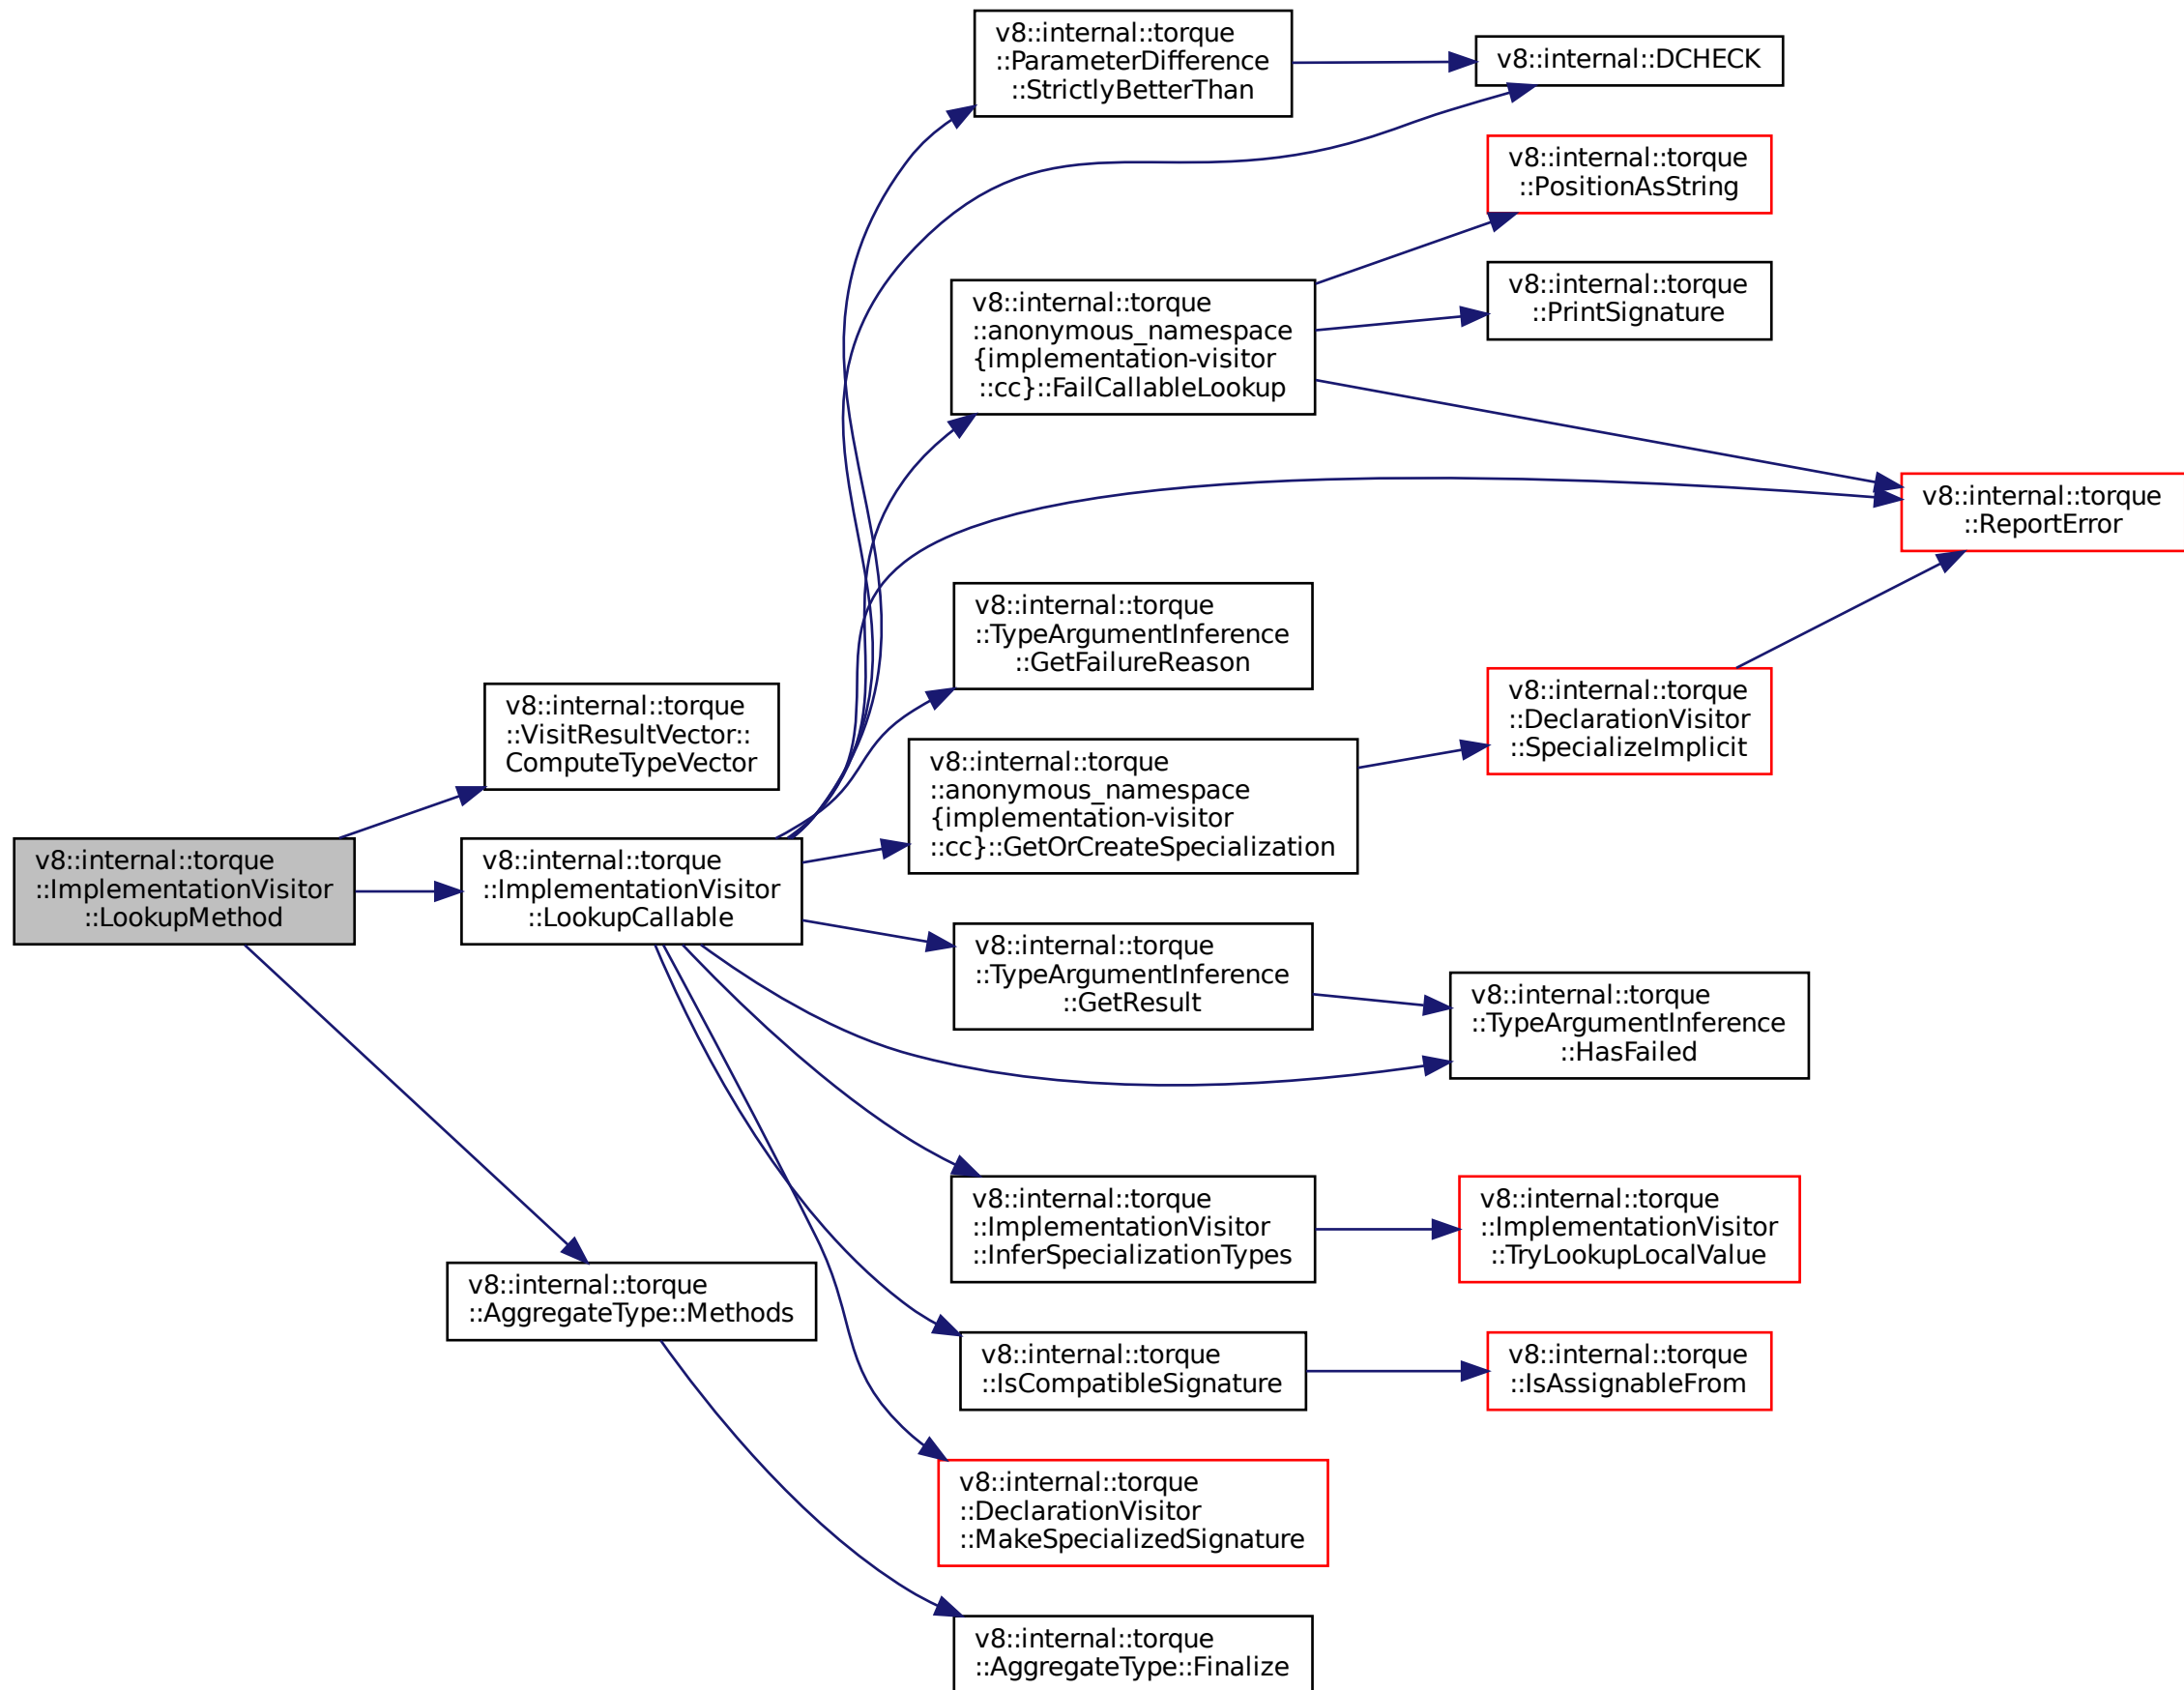 v8::internal::torque
::ParameterDifference
::StrictlyBetterThan
v8::internal::DCHECK
v8::internal::torque
::PositionAsString
v8::internal::torque
::PrintSignature
v8::internal::torque
::anonymous_namespace
{implementation-visitor
::cc}::FailCallableLookup
v8::internal::torque
::ReportError
v8::internal::torque
::TypeArgumentInference
::GetFailureReason
v8::internal::torque
::DeclarationVisitor
::SpecializeImplicit
v8::internal::torque
::VisitResultVector::
ComputeTypeVector
v8::internal::torque
::anonymous_namespace
{implementation-visitor
::cc}::GetOrCreateSpecialization
v8::internal::torque
::ImplementationVisitor
::LookupMethod
v8::internal::torque
::ImplementationVisitor
::LookupCallable
v8::internal::torque
::TypeArgumentInference
::GetResult
v8::internal::torque
::TypeArgumentInference
::HasFailed
v8::internal::torque
::ImplementationVisitor
::InferSpecializationTypes
v8::internal::torque
::ImplementationVisitor
::TryLookupLocalValue
v8::internal::torque
::AggregateType::Methods
v8::internal::torque
::IsCompatibleSignature
v8::internal::torque
::IsAssignableFrom
v8::internal::torque
::DeclarationVisitor
::MakeSpecializedSignature
v8::internal::torque
::AggregateType::Finalize